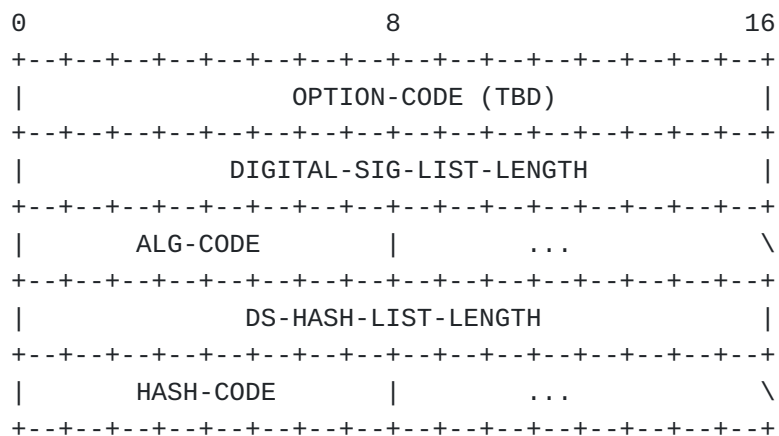 0                       8                      16
+--+--+--+--+--+--+--+--+--+--+--+--+--+--+--+--+
|                 OPTION-CODE (TBD)             |
+--+--+--+--+--+--+--+--+--+--+--+--+--+--+--+--+
|             DIGITAL-SIG-LIST-LENGTH           |
+--+--+--+--+--+--+--+--+--+--+--+--+--+--+--+--+
|       ALG-CODE        |        ...            \
+--+--+--+--+--+--+--+--+--+--+--+--+--+--+--+--+
|              DS-HASH-LIST-LENGTH              |
+--+--+--+--+--+--+--+--+--+--+--+--+--+--+--+--+
|       HASH-CODE       |        ...            \
+--+--+--+--+--+--+--+--+--+--+--+--+--+--+--+--+